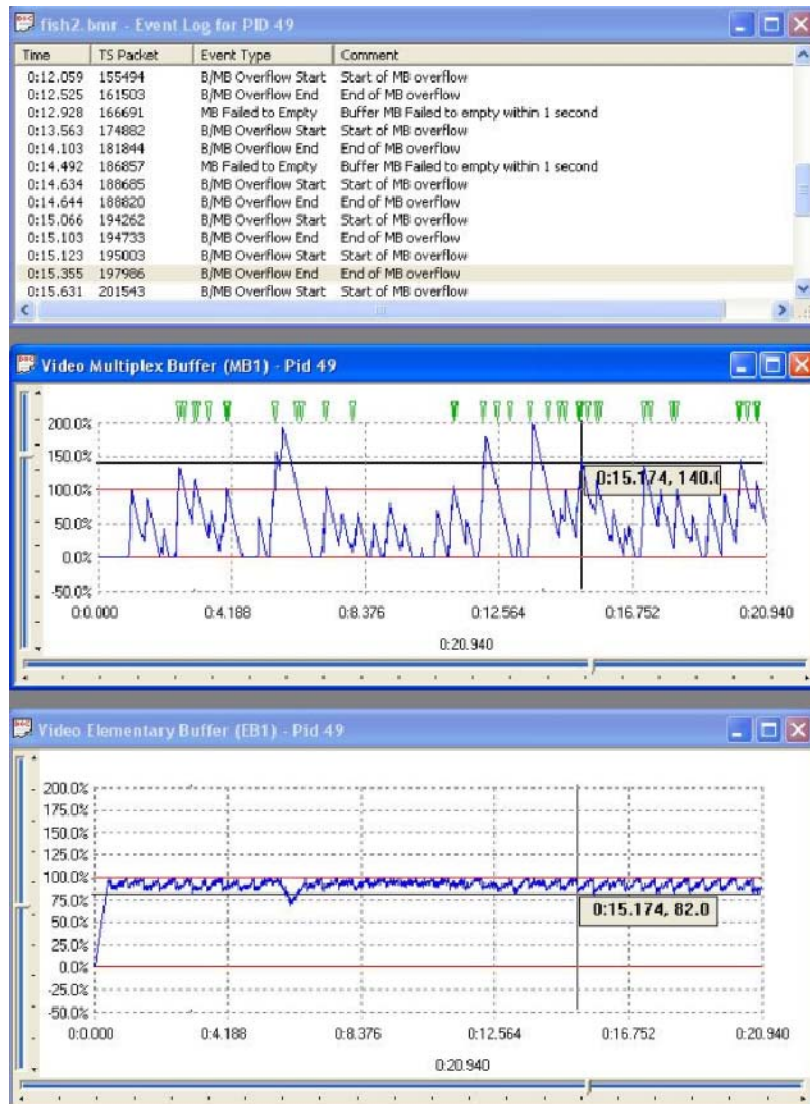 fish2.bmr - Event Log for PID 49
Time TS Packet Event Type Comment
0:12.059 155494 B/MB Overflow Start Start of MB overflow
0:12.525 161503 B/MB Overflow End End of MB overflow
0:12.928 166691 MB Failed to Empty Buffer MB Failed to empty within 1 second
0:13.563 174882 B/MB Overflow Start Start of MB overflow
0:14.103 181844 B/MB Overflow End End of MB overflow
0:14.492 186857 MB Failed to Empty Buffer MB Failed to empty within 1 second
0:14.634 188685 B/MB Overflow Start Start of MB overflow
0:14.644 188820 B/MB Overflow End End of MB overflow
0:15.066 194262 B/MB Overflow Start Start of MB overflow
0:15.103 194733 B/MB Overflow End End of MB overflow
0:15.123 195003 B/MB Overflow Start Start of MB overflow
0:15.355 197986 B/MB Overflow End End of MB overflow
0:15.631 201543 B/MB Overflow Start Start of MB overflow
Video Multiplex Buffer (MB1) - Pid 49
200.0%
150.0%
0:15.174, 140.0
100.0%
50.0%
0.0%
-50.0%
0:0.000 0:4.188 0:8.376 0:12.564 0:16.752 0:20.940
0:20.940
Video Elementary Buffer (EB1) - Pid 49
200.0%
175.0%
150.0%
125.0%
100.0%
75.0%
0:15.174, 82.0
50.0%
25.0%
0.0%
-25.0%
-50.0%
0:0.000 0:4.188 0:8.376 0:12.564 0:16.752 0:20.940
0:20.940